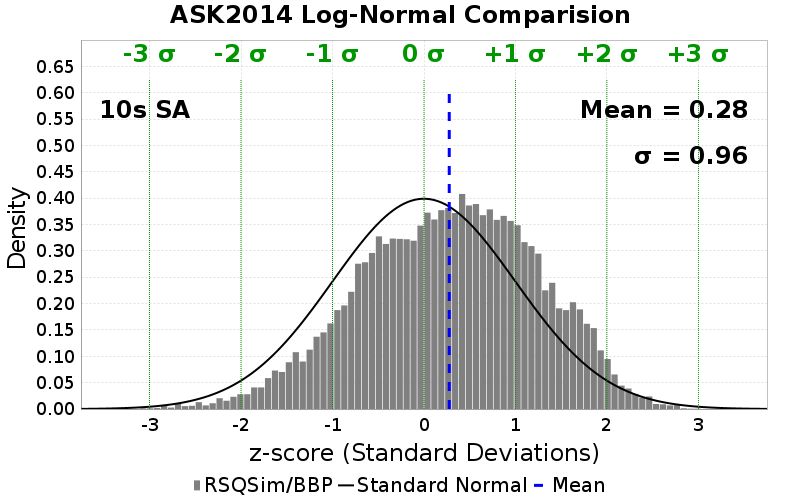 ASK2014 Log-Normal Comparision
-3 σ -2 σ -1 σ 0 σ +1 σ +2 σ +3 σ
10s SA
Mean = 0.28
σ = 0.96
Density
0.65
0.60
0.55
0.50
0.45
0.40
0.35
0.30
0.25
0.20
0.15
0.10
0.05
0.00
-3 -2 -1 0 1 2 3
z-score (Standard Deviations)
RSQSim/BBP Standard Normal Mean